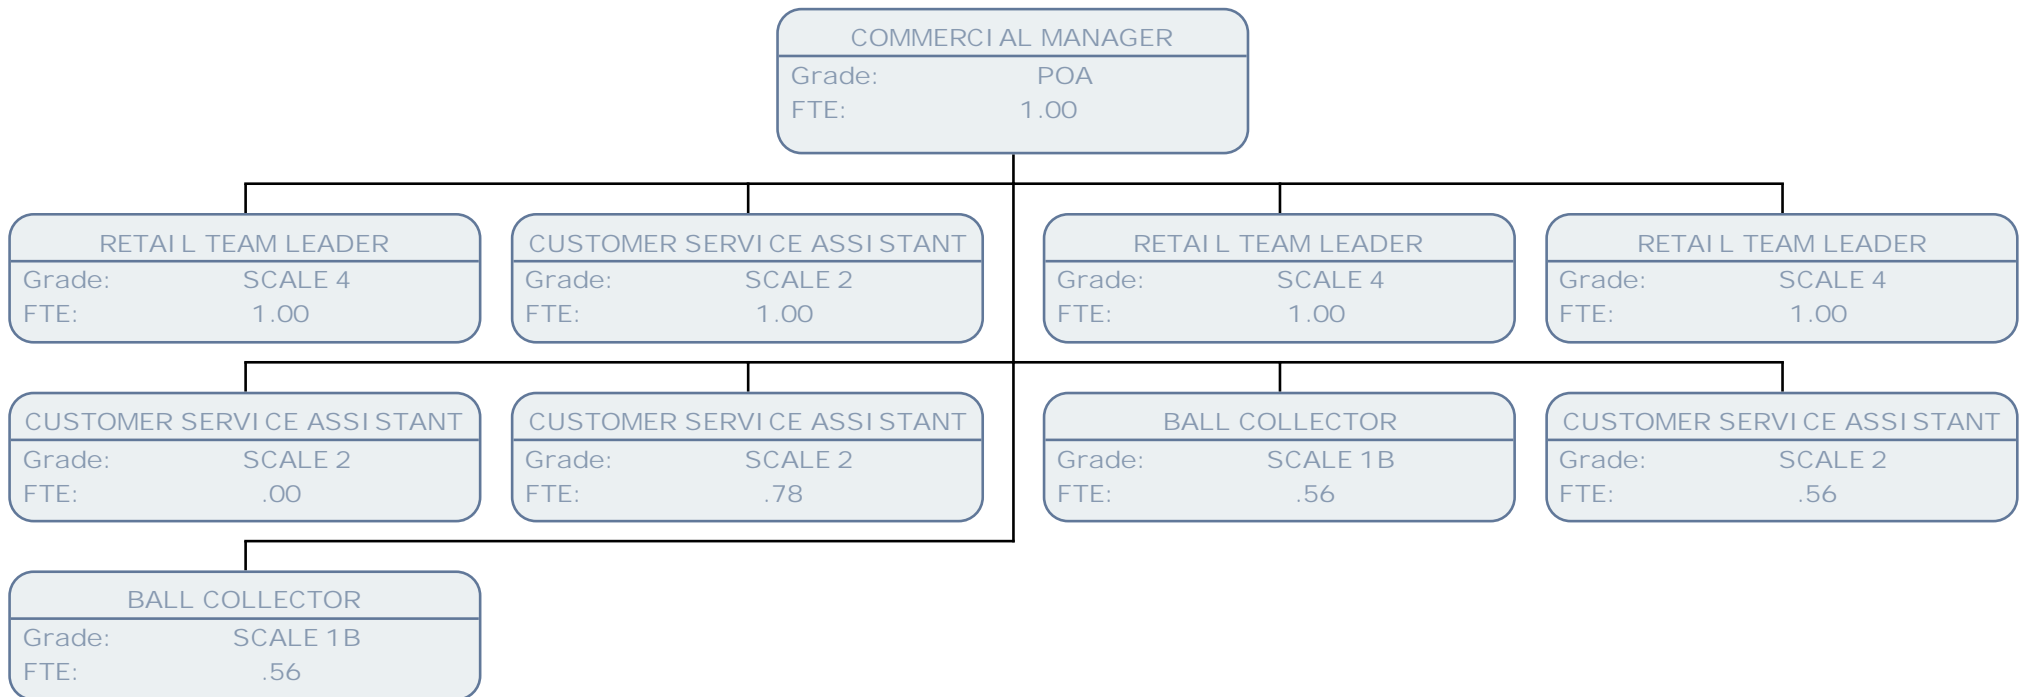 COMMERCIAL MANAGER
Grade: POA
FTE: 1.00
RETAIL TEAM LEADER
Grade: SCALE 4
FTE: 1.00
CUSTOMER SERVICE ASSISTANT
Grade: SCALE 2
FTE: 1.00
RETAIL TEAM LEADER
Grade: SCALE 4
FTE: 1.00
RETAIL TEAM LEADER
Grade: SCALE 4
FTE: 1.00
CUSTOMER SERVICE ASSISTANT
Grade: SCALE 2
FTE: .00
CUSTOMER SERVICE ASSISTANT
Grade: SCALE 2
FTE: .78
BALL COLLECTOR
Grade: SCALE 1B
FTE: .56
CUSTOMER SERVICE ASSISTANT
Grade: SCALE 2
FTE: .56
BALL COLLECTOR
Grade: SCALE 1B
FTE: .56